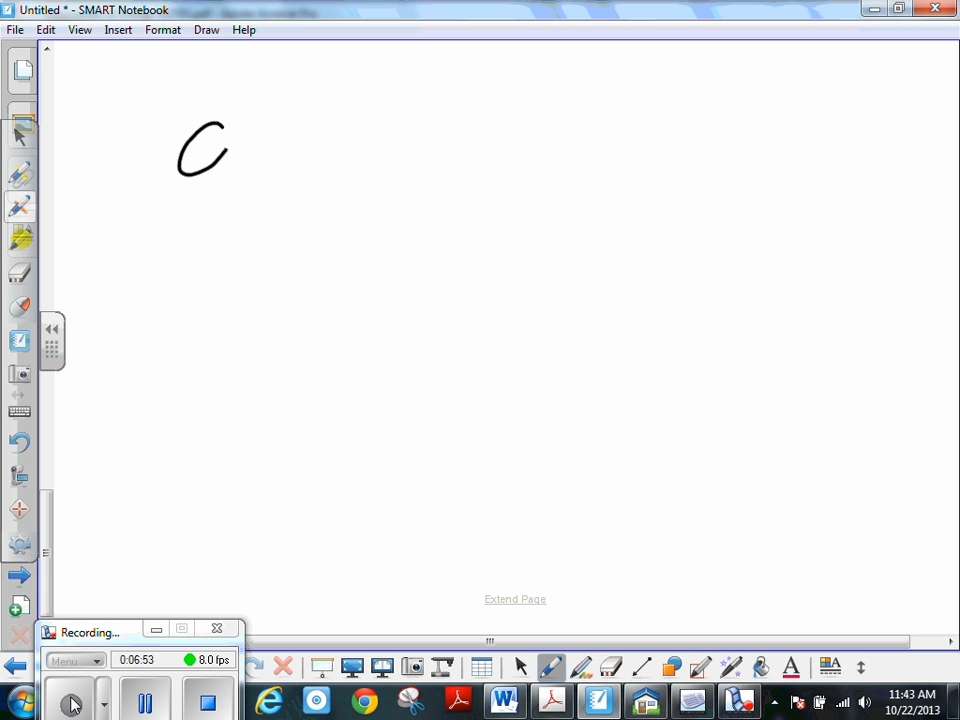 Untitled * - SMART Notebook
File Edit View Insert Format Draw Help
C
Extend Page
Recording...
Menu 0:06:53 8.0 fps
11:43 AM
10/22/2013